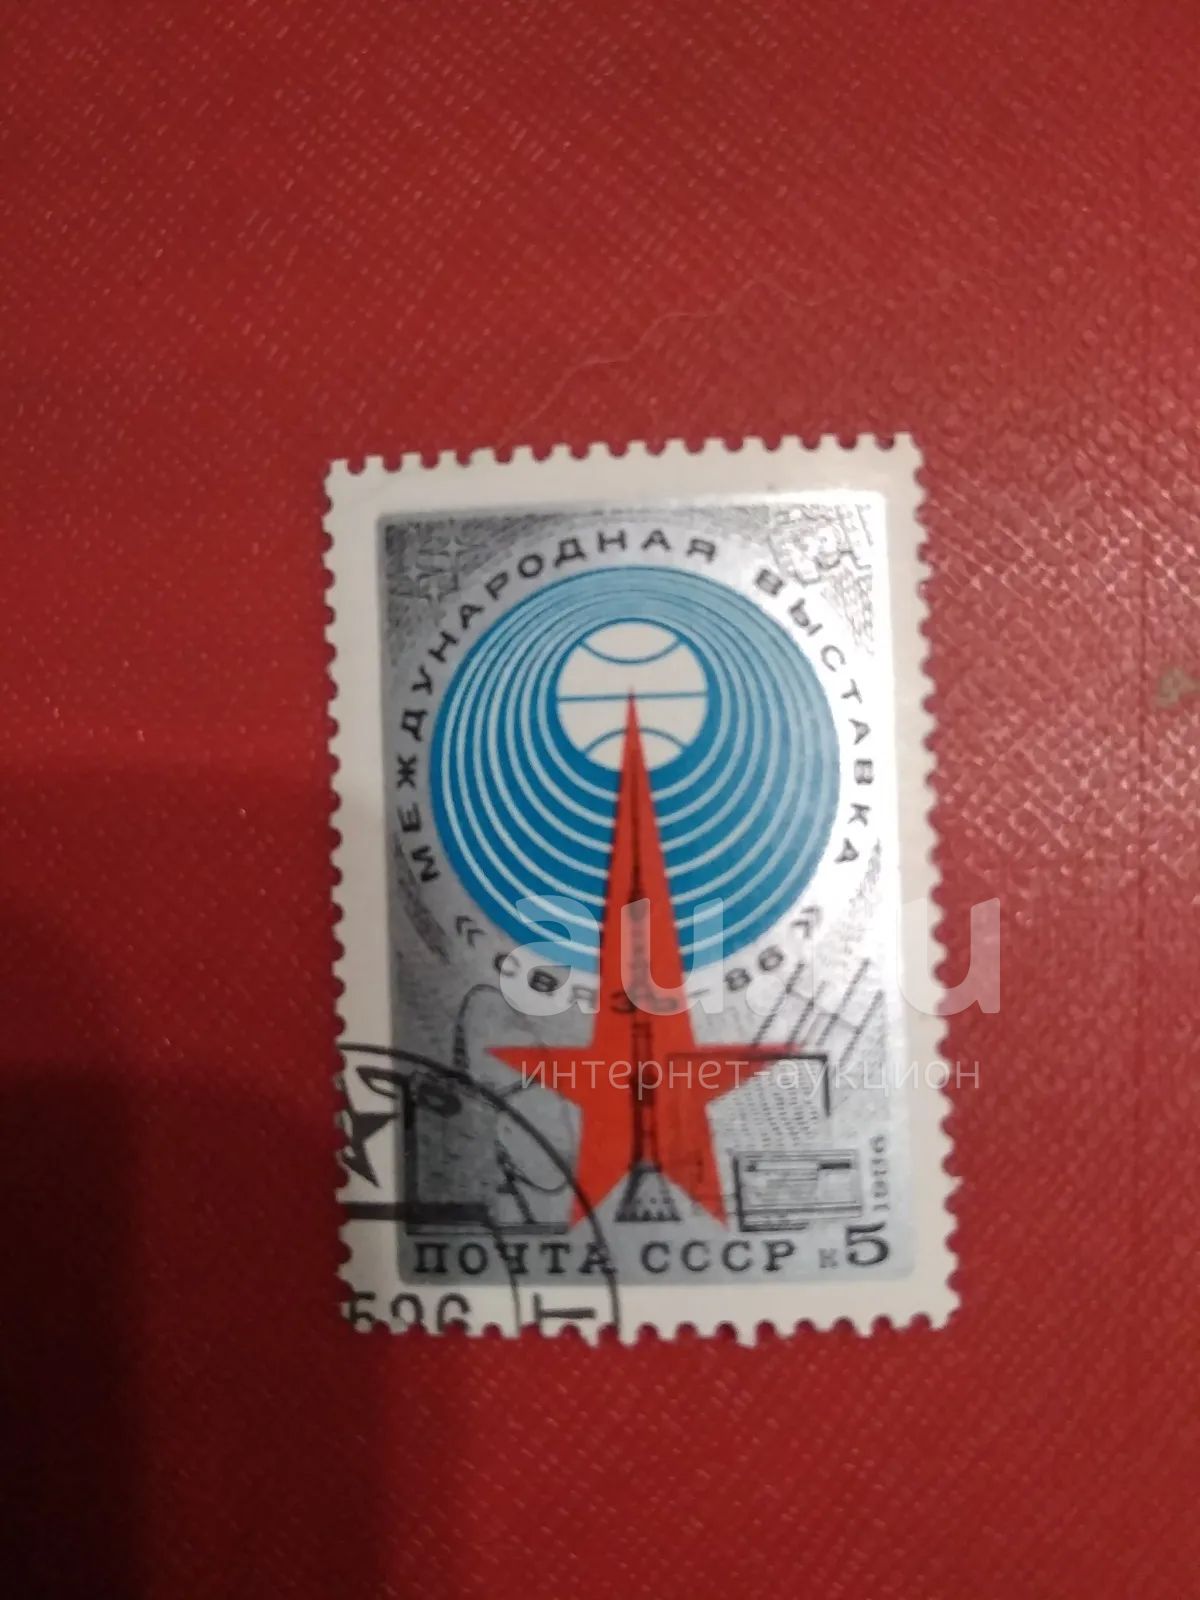 МЕЖДУНАРОДНАЯ ВЫСТАВКА
«СВЯЗЬ-86»
au.ru
интернет-аукцион
1986
ПОЧТА СССР к5